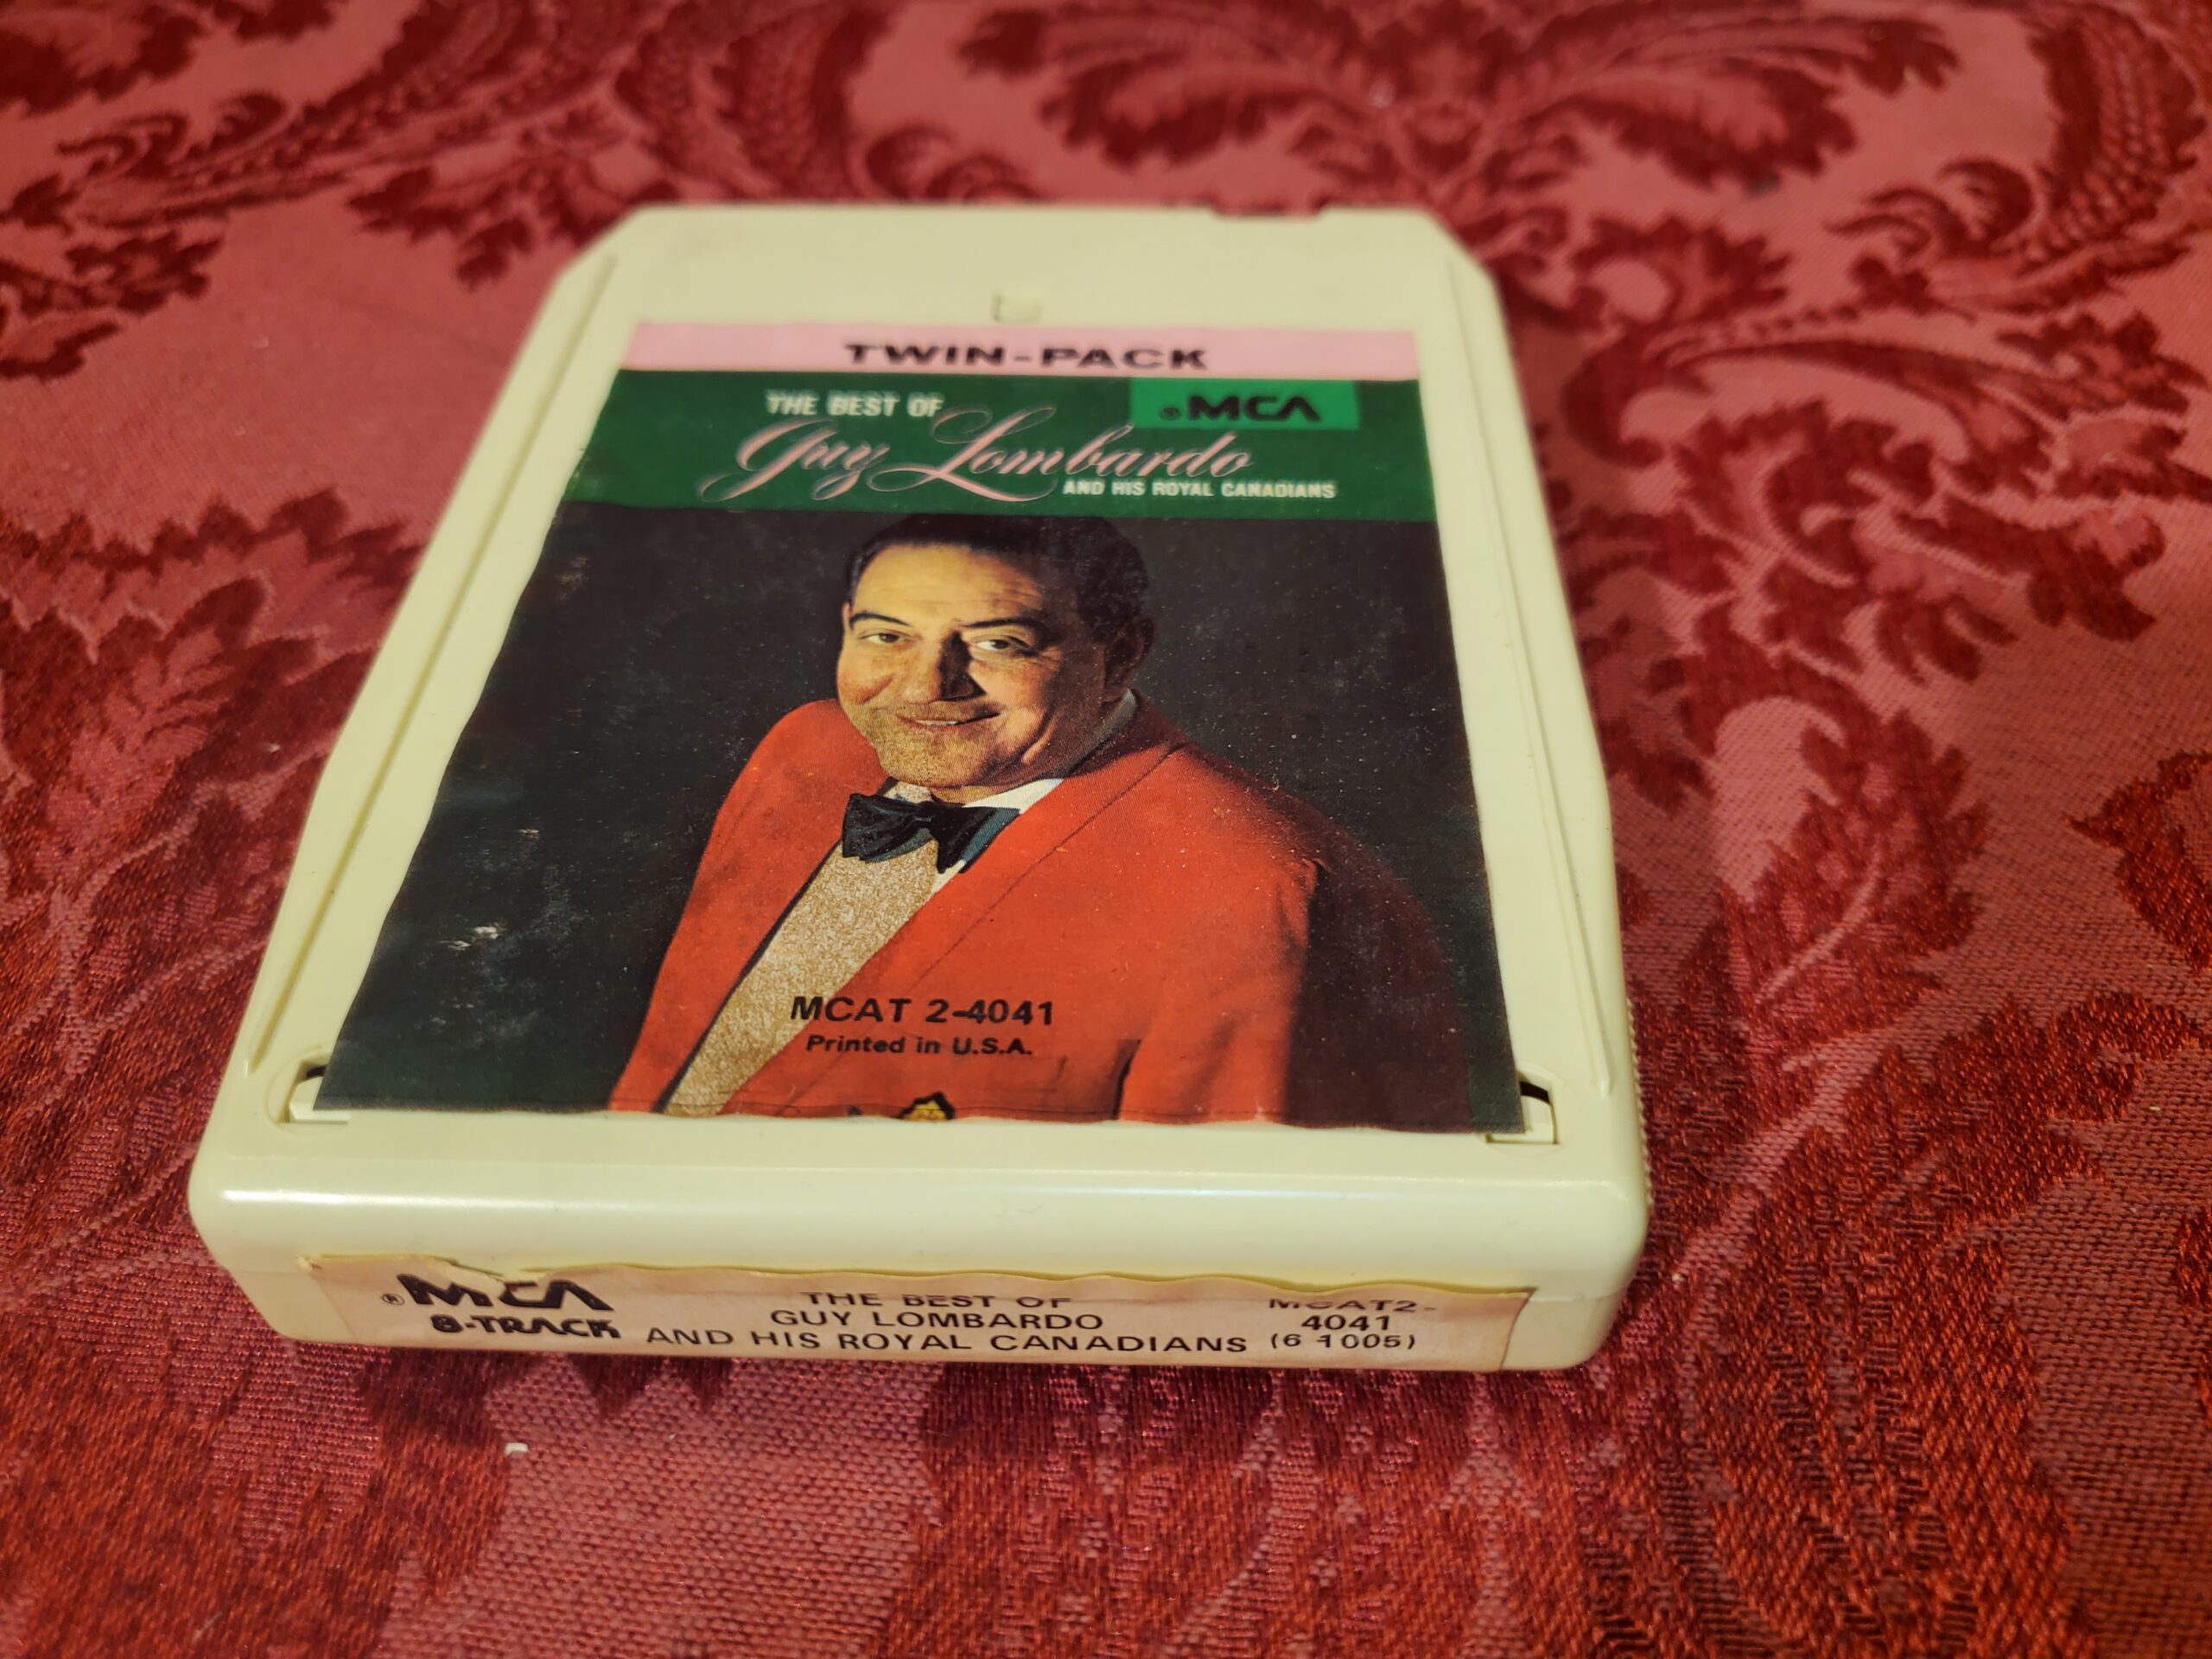 TWIN-PACK
THE BEST OF
®MCA
Guy Lombardo
AND HIS ROYAL CANADIANS
MCAT 2-4041
Printed in U.S.A.
®MCA
8-TRACK
THE BEST OF
GUY LOMBARDO
AND HIS ROYAL CANADIANS
MCAT2-
4041
(6 1005)